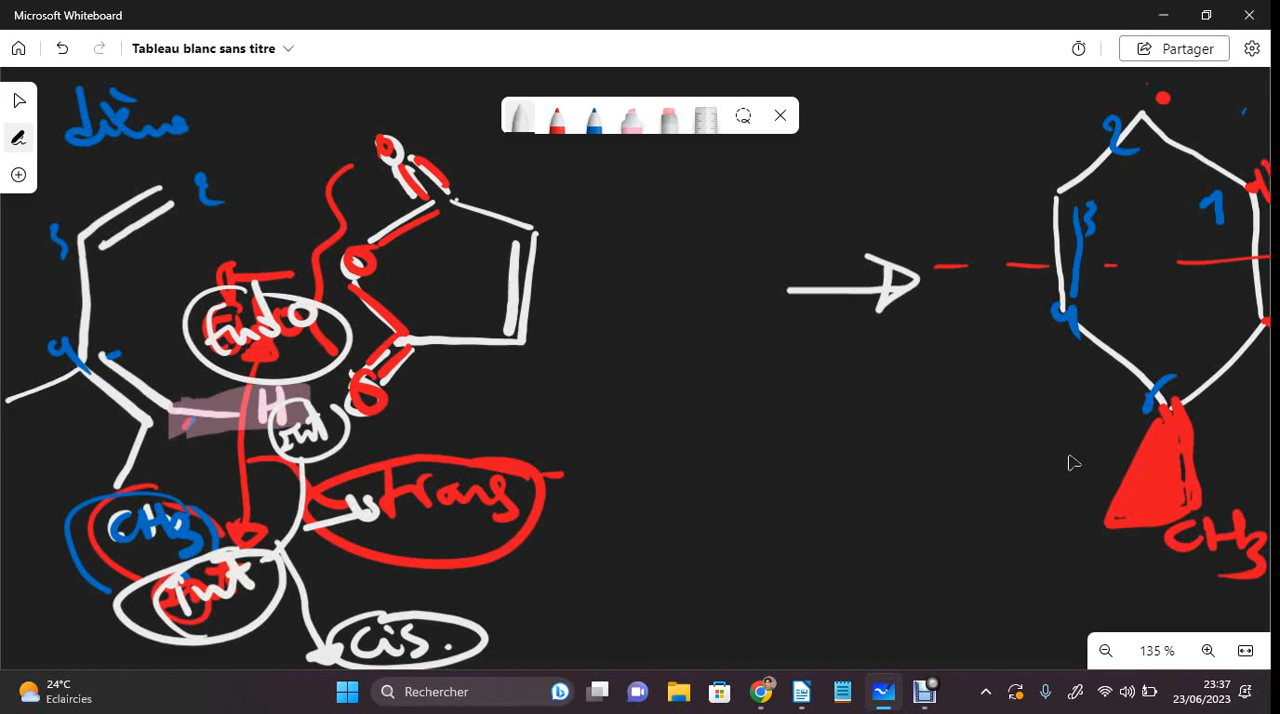 Microsoft Whiteboard
Tableau blanc sans titre
Partager
diène
2
3
4
O
O
O
Endo
H
Int
trans
CH3
Int
cis.
2
1
3
4
CH3
135 %
24°C
Eclaircies
Rechercher
23:37
23/06/2023